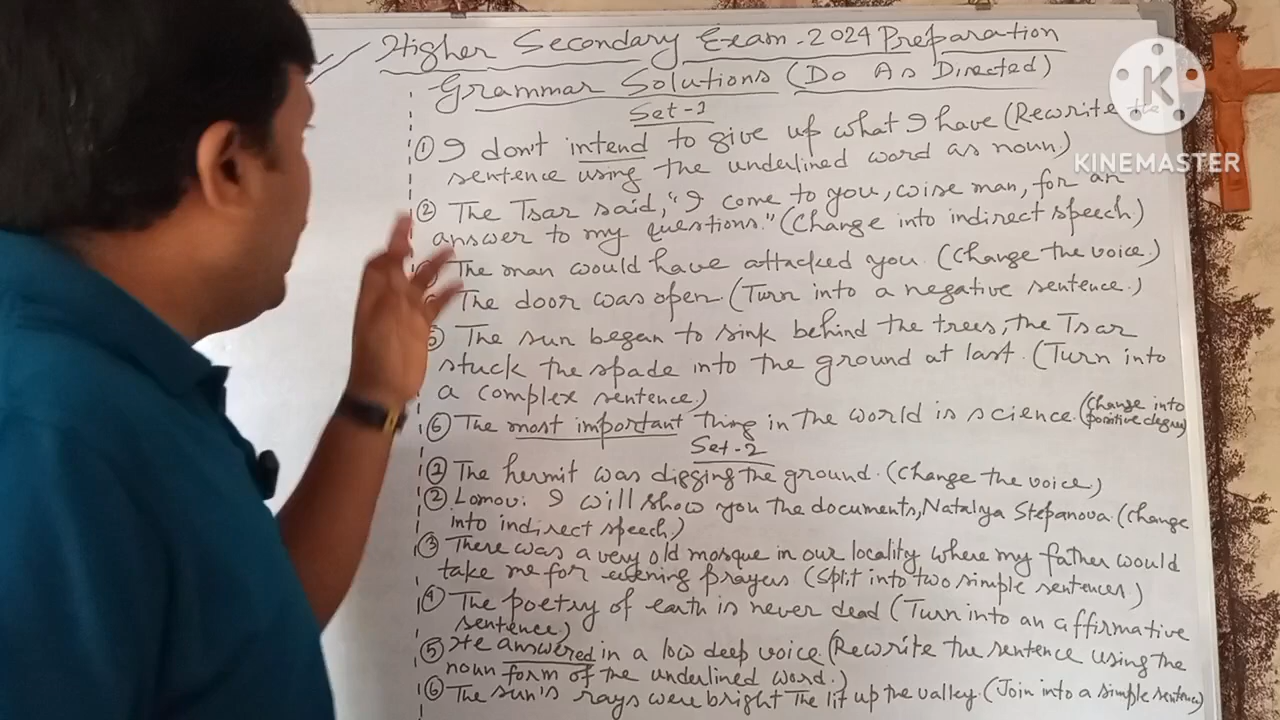 Higher Secondary Exam-2024 Preparation
Grammar Solutions (Do As Directed)
Set-1
① I don't intend to give up what I have (Rewrite the
sentence using the underlined word as noun.)
② The Tsar said, "I come to you, wise man, for an
answer to my questions." (Change into indirect speech)
The man would have attacked you. (Change the voice.)
The door was open. (Turn into a negative sentence.)
⑤ The sun began to sink behind the trees, the Tsar
stuck the spade into the ground at last. (Turn into
a complex sentence.)
⑥ The most important thing in the world is science. (Change into
positive degree)
Set-2
① The hermit was digging the ground. (Change the voice)
② Lomov: I will show you the documents, Natalya Stepanova. (Change
into indirect speech)
③ There was a very old mosque in our locality where my father would
take me for evening prayers (Split into two simple sentences)
④ The poetry of earth is never dead (Turn into an affirmative
sentence)
⑤ He answered in a low deep voice. (Rewrite the sentence using the
noun form of the underlined word.)
⑥ The sun's rays were bright The lit up the valley. (Join into a simple sentence)
K
KINEMASTER